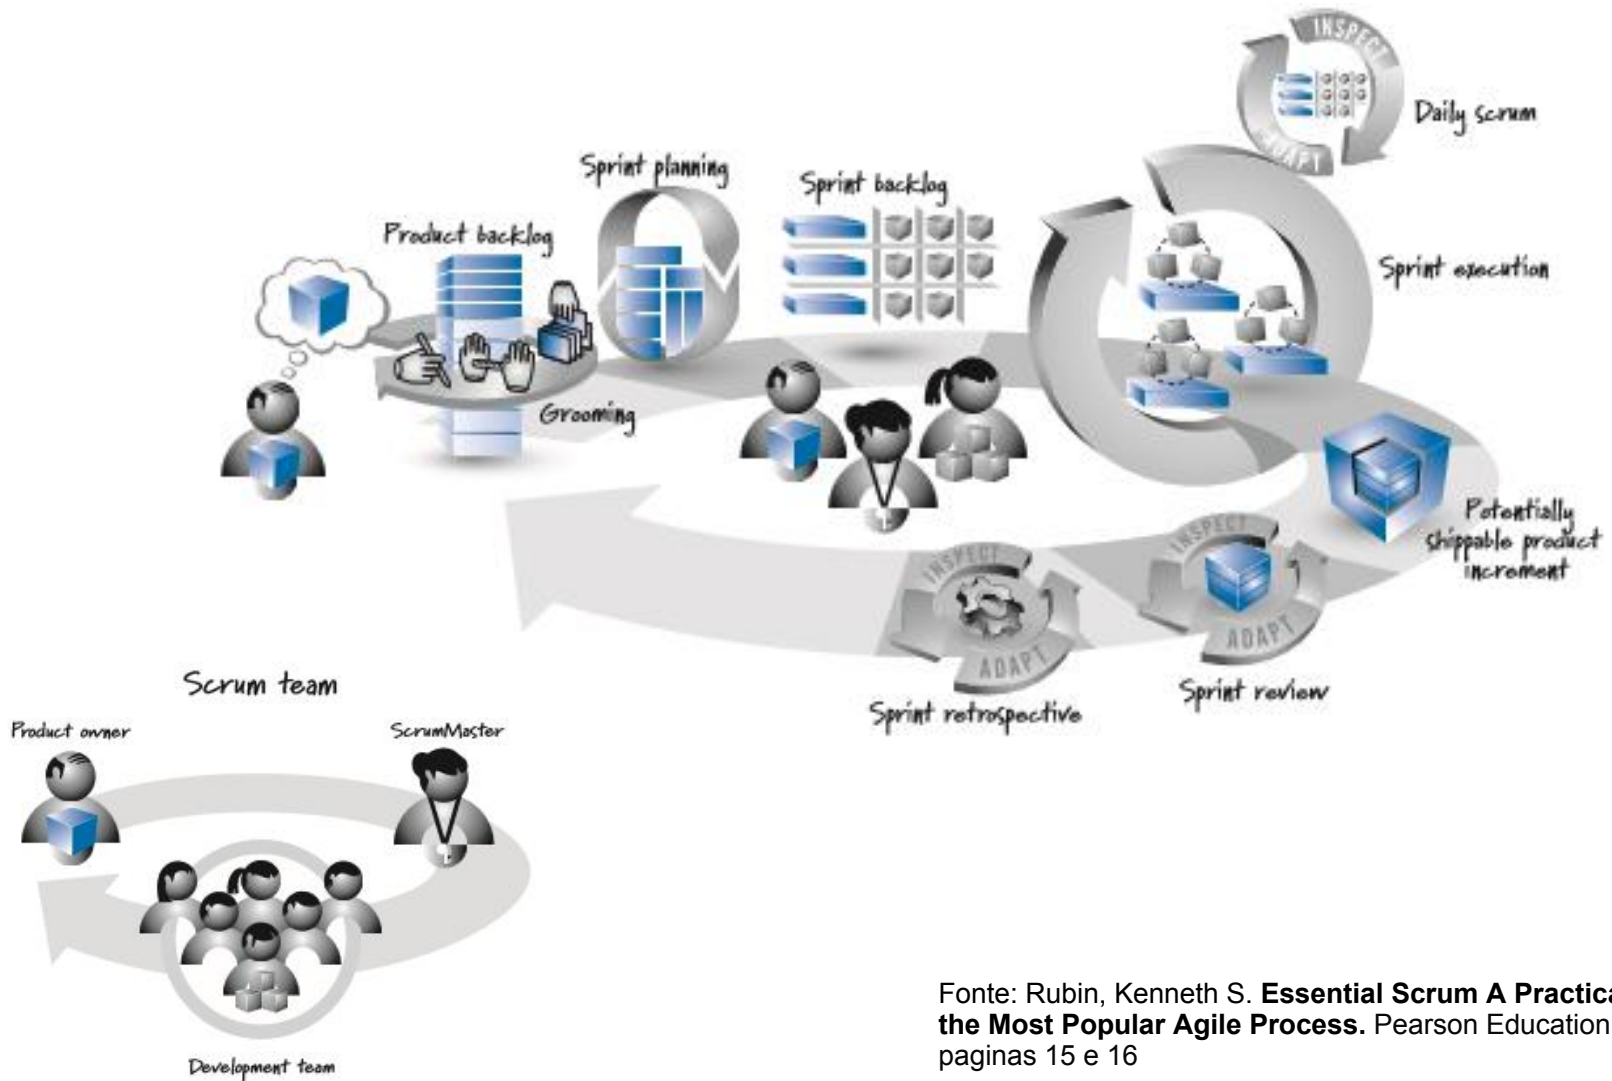 INSPECT
ADAPT
Daily scrum
Sprint planning
Sprint backlog
Product backlog
Sprint execution
Grooming
Potentially
shippable product
increment
INSPECT
ADAPT
Sprint review
INSPECT
ADAPT
Sprint retrospective
Scrum team
Product owner
ScrumMaster
Development team
Fonte: Rubin, Kenneth S. Essential Scrum A Practica
the Most Popular Agile Process. Pearson Education
paginas 15 e 16